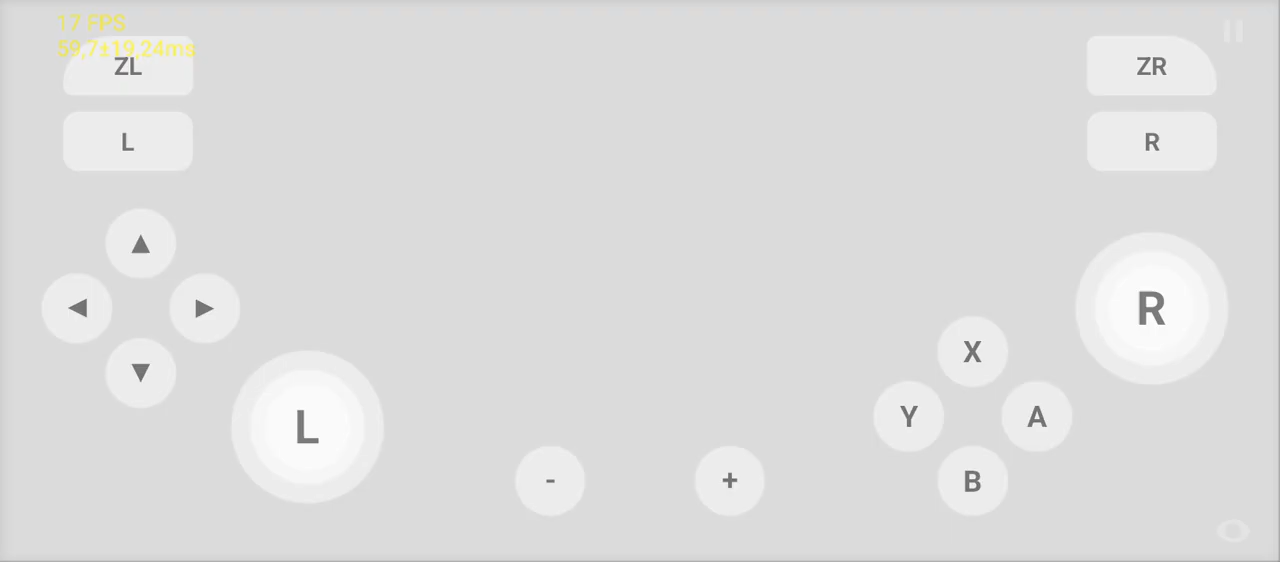 17 FPS
59,7±19,24ms
ZL
ZR
L
R
▲
◀
▶
▼
R
X
L
Y
A
-
+
B